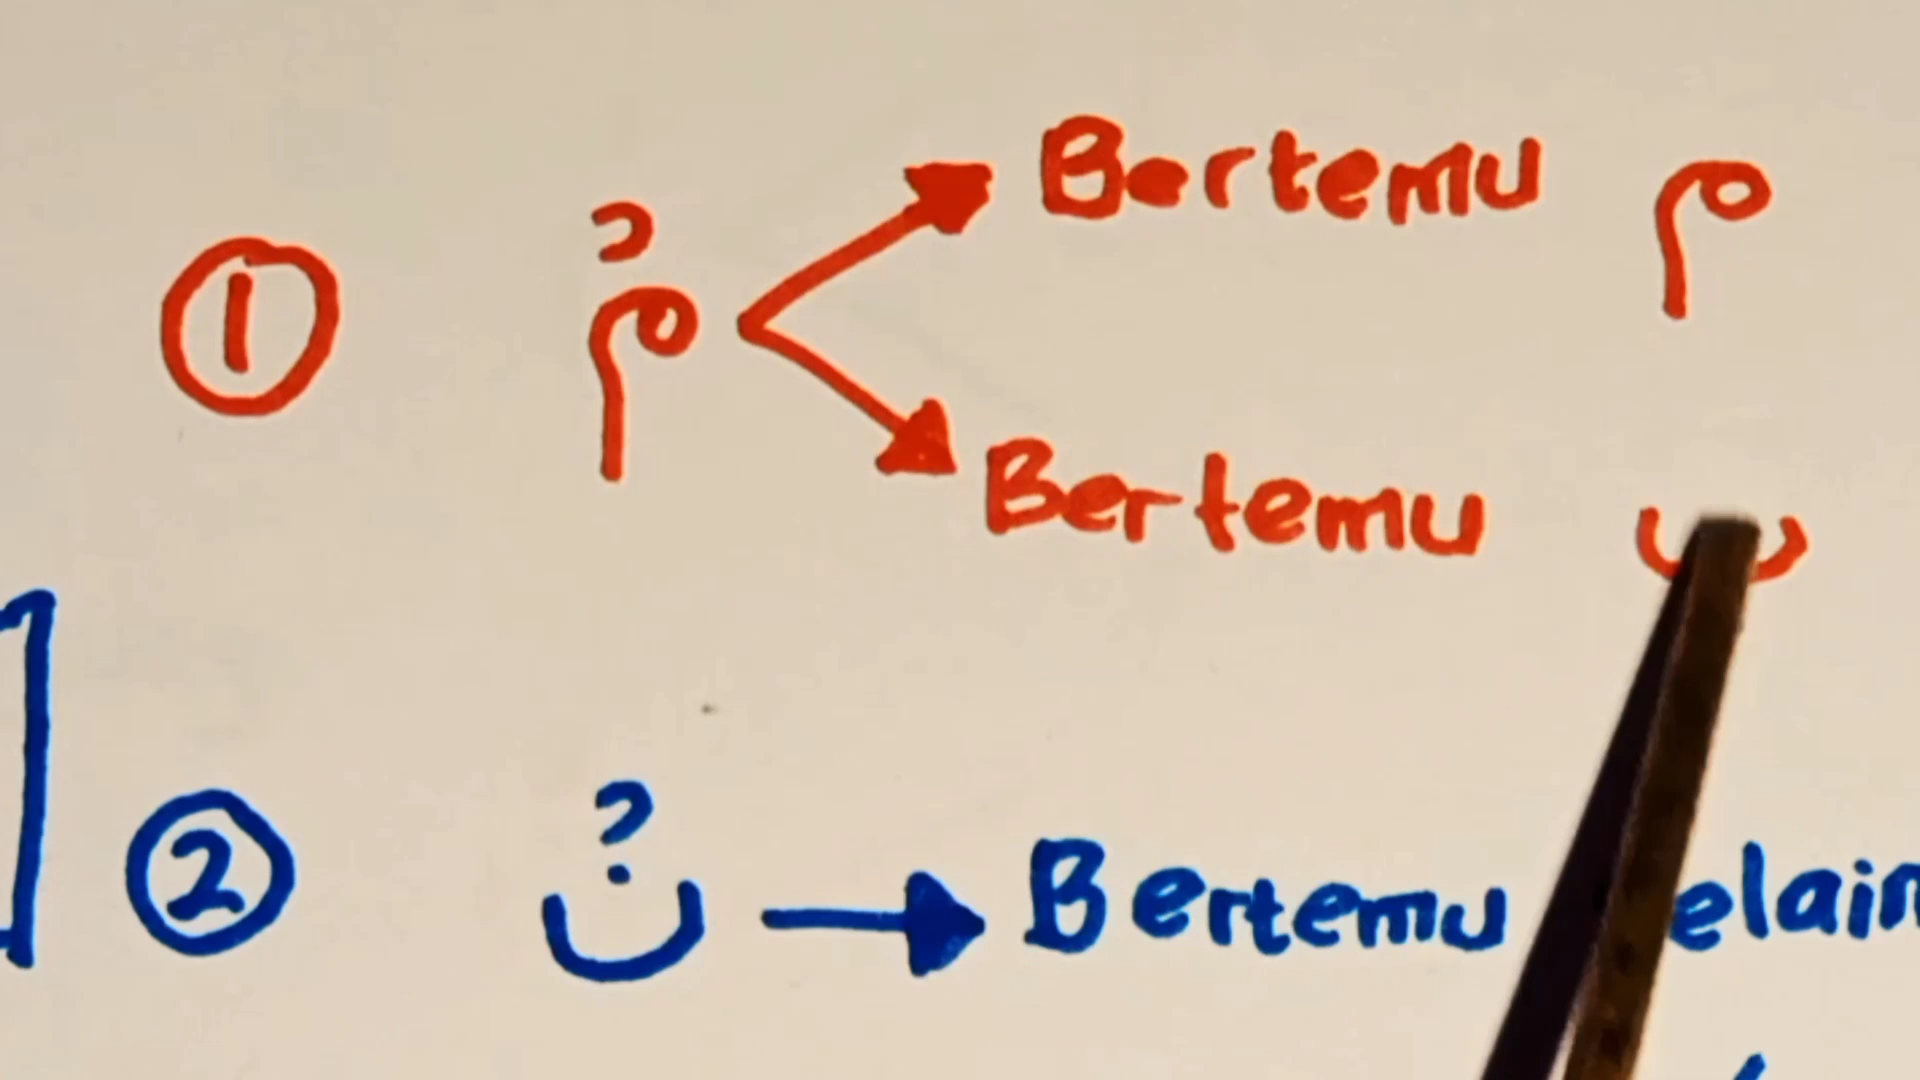 ① مْ Bertemu م
Bertemu
② نْ → Bertemu